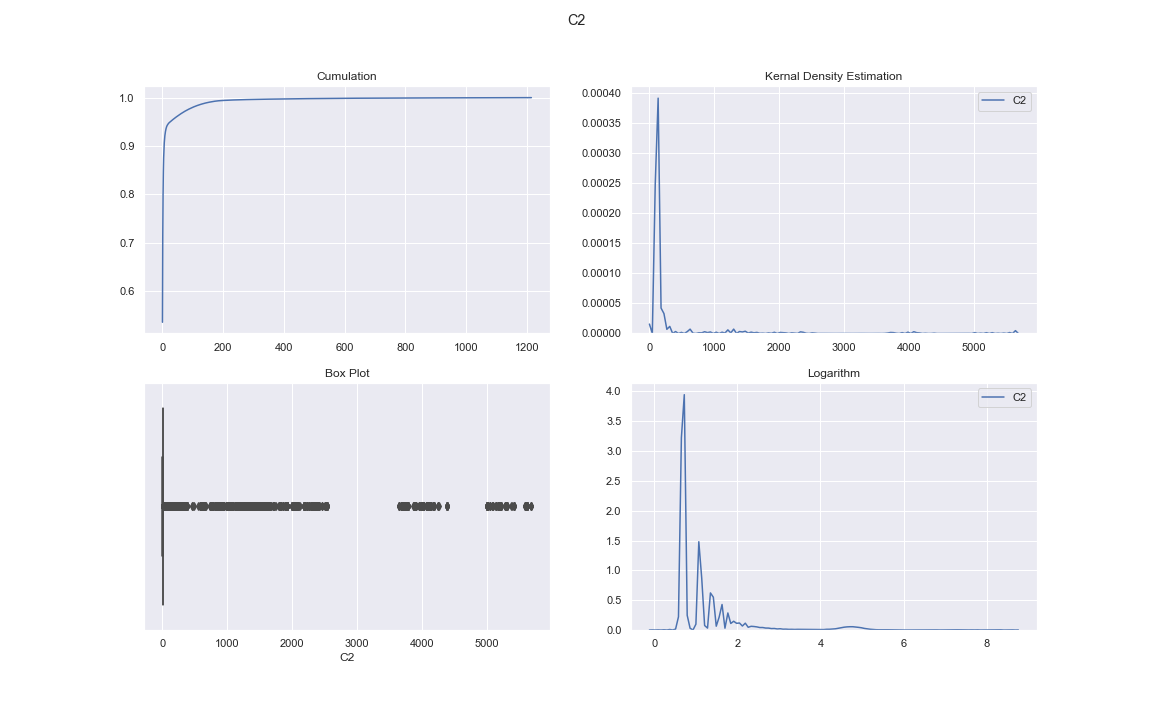 C2
Cumulation
1.0
0.9
0.8
0.7
0.6
0 200 400 600 800 1000 1200
Kernal Density Estimation
C2
0.00040
0.00035
0.00030
0.00025
0.00020
0.00015
0.00010
0.00005
0.00000
0 1000 2000 3000 4000 5000
Box Plot
0 1000 2000 3000 4000 5000
C2
Logarithm
C2
4.0
3.5
3.0
2.5
2.0
1.5
1.0
0.5
0.0
0 2 4 6 8